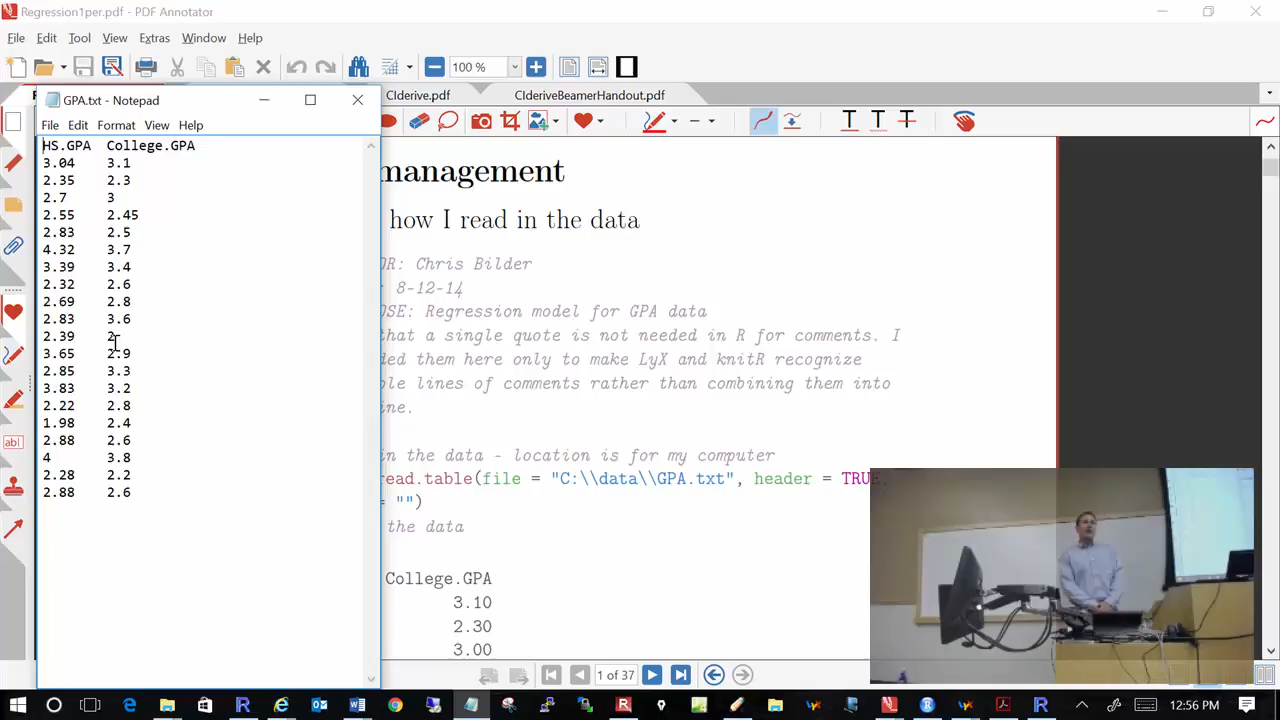 Regression1per.pdf - PDF Annotator
File Edit Tool View Extras Window Help
100 %
CIderive.pdf
CIderiveBeamerHandout.pdf
GPA.txt - Notepad
File Edit Format View Help
HS.GPA College.GPA
3.04 3.1
2.35 2.3
2.7 3
2.55 2.45
2.83 2.5
4.32 3.7
3.39 3.4
2.32 2.6
2.69 2.8
2.83 3.6
2.39 2
3.65 2.9
2.85 3.3
3.83 3.2
2.22 2.8
1.98 2.4
2.88 2.6
4 3.8
2.28 2.2
2.88 2.6
management
how I read in the data
OR: Chris Bilder
: 8-12-14
OSE: Regression model for GPA data
that a single quote is not needed in R for comments. I
ded them here only to make LyX and knitR recognize
ple lines of comments rather than combining them into
ine.
in the data - location is for my computer
read.table(file = "C:\\data\\GPA.txt", header = TRUE,
= "")
the data
College.GPA
3.10
2.30
3.00
abl
1 of 37
12:56 PM